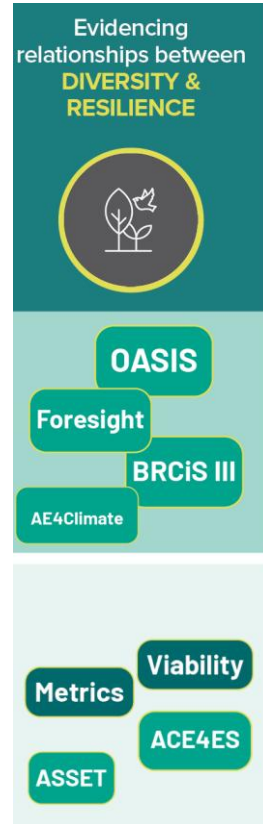 Evidencing
relationships between
DIVERSITY &
RESILIENCE
OASIS
Foresight
BRCiS III
AE4Climate
Viability
Metrics
ACE4ES
ASSET